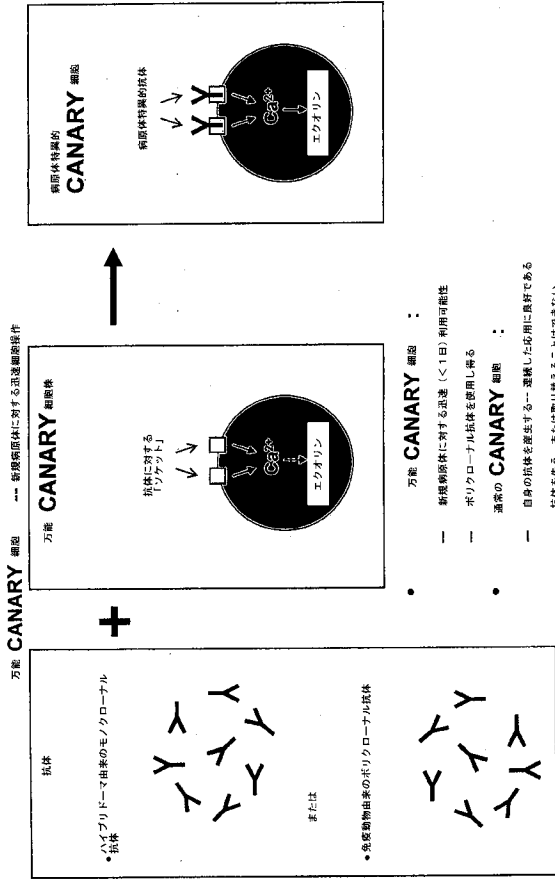 万能 CANARY 細胞 -- 新規病原体に対する迅速細胞操作
抗体
•ハイブリドーマ由来のモノクローナル
抗体
または
•免疫動物由来のポリクローナル抗体
万能 CANARY 細胞株
抗体に対する
「ソケット」
Ca2+
エクオリン
病原体特異的
CANARY 細胞
病原体特異的抗体
Ca2+
エクオリン
• 万能 CANARY 細胞 :
— 新規病原体に対する迅速(<1日)利用可能性
— ポリクローナル抗体を使用し得る
• 通常の CANARY 細胞 :
— 自身の抗体を産生する-- 連続した応用に良好である